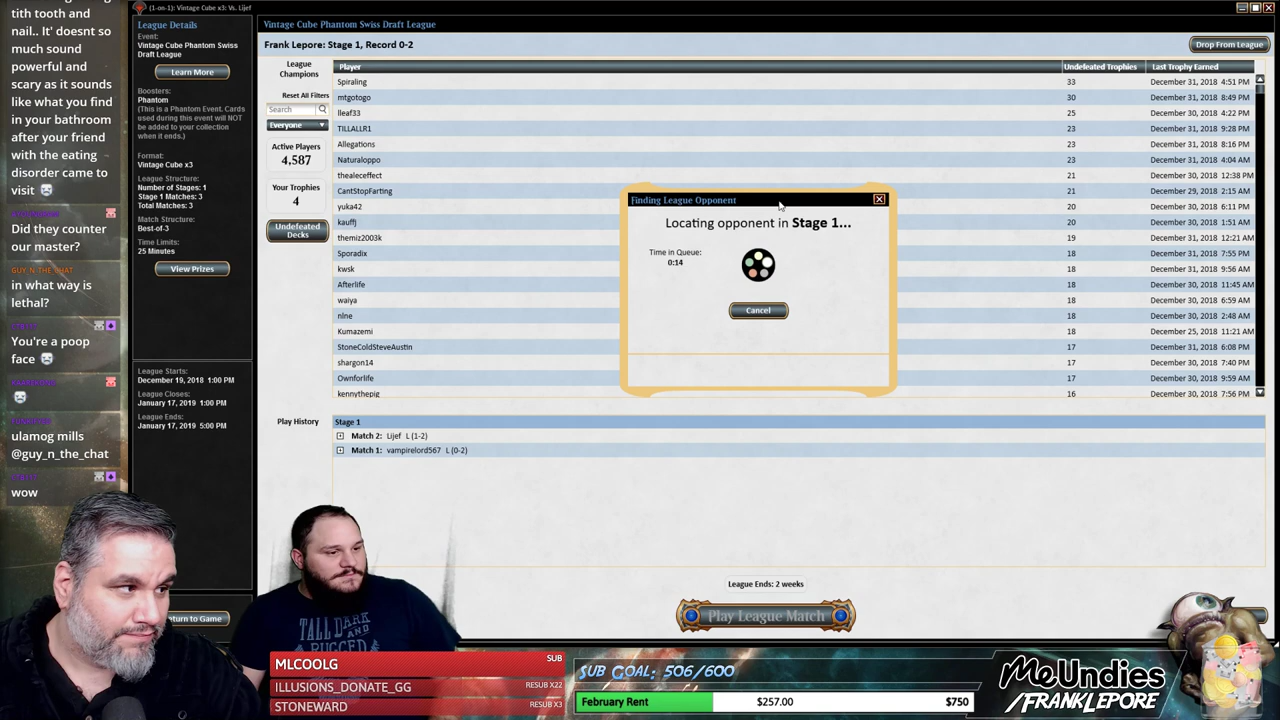 tith tooth and
nail.. It' doesnt so
much sound
powerful and
scary as it sounds
like what you find
in your bathroom
after your friend
with the eating
disorder came to
visit
Did they counter
our master?
GUY_N_THE_CHAT
in what way is
lethal?
You're a poop
face
ulamog mills
@guy_n_the_chat
wow
(1-on-1): Vintage Cube x3: Vs. Lijef
League Details
Event:
Vintage Cube Phantom Swiss
Draft League
Learn More
Boosters:
Phantom
(This is a Phantom Event. Cards
used during this event will NOT
be added to your collection
when it ends.)
Format:
Vintage Cube x3
League Structure:
Number of Stages: 1
Stage 1 Matches: 3
Total Matches: 3
Match Structure:
Best-of-3
Time Limits:
25 Minutes
View Prizes
League Starts:
December 19, 2018 1:00 PM
League Closes:
January 17, 2019 1:00 PM
League Ends:
January 17, 2019 5:00 PM
eturn to Game
Vintage Cube Phantom Swiss Draft League
Frank Lepore: Stage 1, Record 0-2
Drop From League
League
Champions
Reset All Filters
Search
Everyone
Active Players
4,587
Your Trophies
4
Undefeated
Decks
Player Undefeated Trophies Last Trophy Earned
Spiraling 33 December 31, 2018 4:51 PM
mtgotogo 30 December 31, 2018 8:49 PM
lleaf33 25 December 30, 2018 4:22 PM
TILLALLR1 23 December 31, 2018 9:28 PM
Allegations 23 December 31, 2018 8:16 PM
Naturaloppo 23 December 31, 2018 4:04 AM
thealeceffect 21 December 30, 2018 12:38 PM
CantStopFarting 21 December 29, 2018 2:15 AM
yuka42 20 December 30, 2018 6:11 PM
kauffj 20 December 30, 2018 1:51 AM
themiz2003k 19 December 31, 2018 12:21 AM
Sporadix 18 December 31, 2018 7:55 PM
kwsk 18 December 31, 2018 9:56 AM
Afterlife 18 December 30, 2018 11:45 AM
waiya 18 December 30, 2018 6:59 AM
nlne 18 December 30, 2018 2:48 AM
Kumazemi 18 December 25, 2018 11:21 AM
StoneColdSteveAustin 17 December 31, 2018 6:08 PM
shargon14 17 December 30, 2018 7:40 PM
Ownforlife 17 December 30, 2018 9:59 AM
kennythepig 16 December 30, 2018 7:56 PM
Finding League Opponent
Locating opponent in Stage 1...
Time in Queue:
0:14
Cancel
Play History
Stage 1
Match 2: Lijef L (1-2)
Match 1: vampirelord567 L (0-2)
League Ends: 2 weeks
Play League Match
TALL DARK
AND
RUGGED
MLCOOLG SUB
ILLUSIONS_DONATE_GG RESUB X22
STONEWARD RESUB X3
SUB GOAL: 506/600
February Rent $257.00 $750
MeUndies
FRANKLEPORE